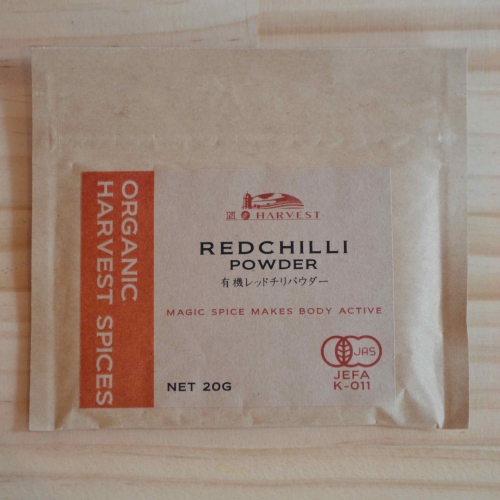 ORGANIC
HARVEST SPICES
HARVEST
REDCHILLI
POWDER
有機レッドチリパウダー
MAGIC SPICE MAKES BODY ACTIVE
JAS
JEFA
K-011
NET 20G